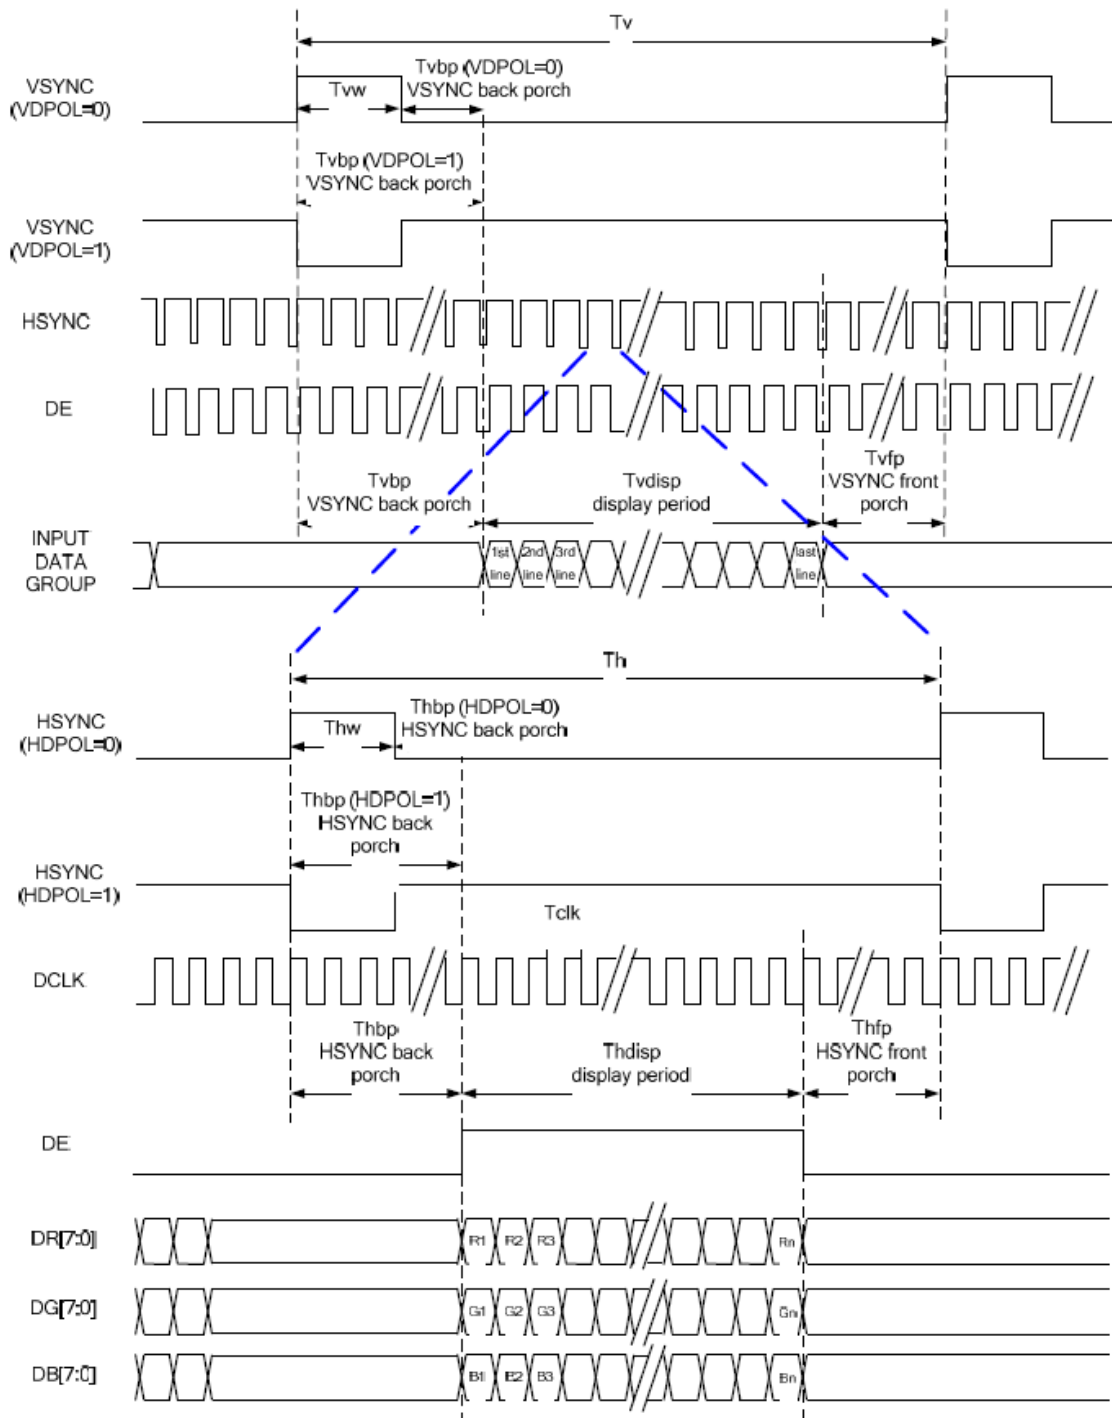 Tv
VSYNC
(VDPOL=0)
Tvw
Tvbp (VDPOL=0)
VSYNC back porch
Tvbp (VDPOL=1)
VSYNC back porch
VSYNC
(VDPOL=1)
HSYNC
DE
Tvbp
VSYNC back porch
Tvdisp
display period
Tvfp
VSYNC front
porch
INPUT
DATA
GROUP
1st
line
2nd
line
3rd
line
last
line
Th
HSYNC
(HDPOL=0)
Thw
Thbp (HDPOL=0)
HSYNC back porch
Thbp (HDPOL=1)
HSYNC back
porch
HSYNC
(HDPOL=1)
Tclk
DCLK
Thbp
HSYNC back
porch
Thdisp
display period
Thfp
HSYNC front
porch
DE
DR[7:0]
R1
R2
R3
Rn
DG[7:0]
G1
G2
G3
Gn
DB[7:0]
B1
B2
B3
Bn